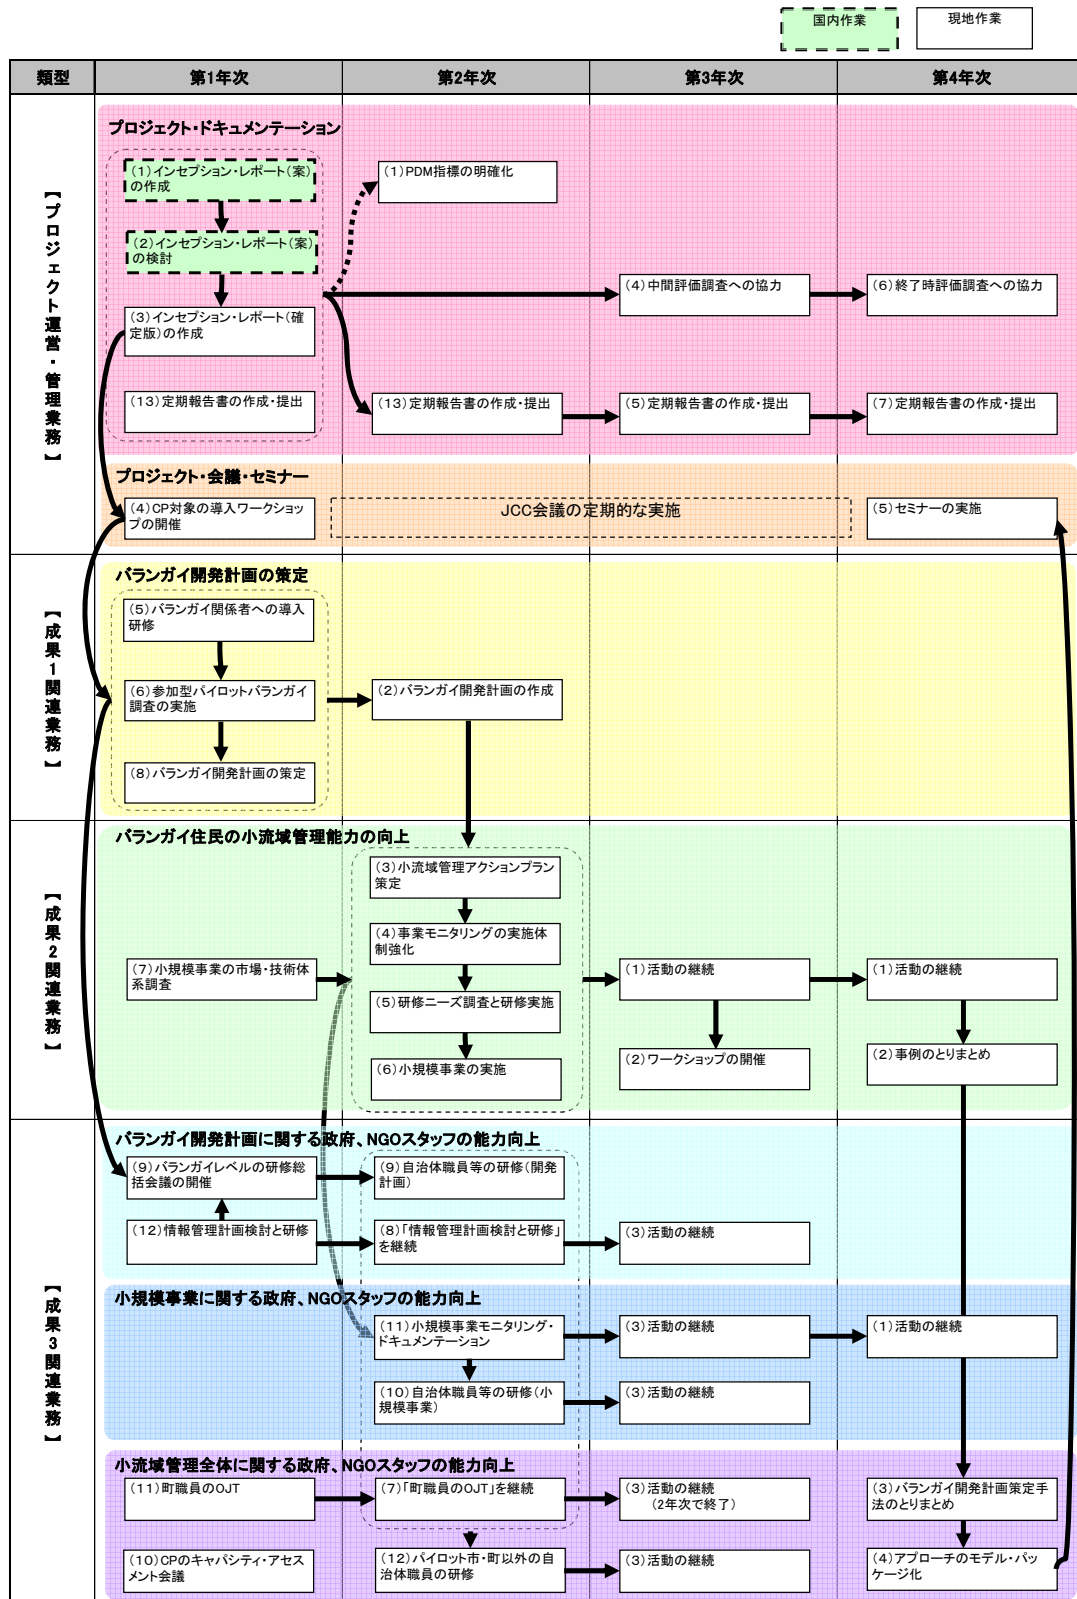 国内作業
現地作業
類型
第1年次
第2年次
第3年次
第4年次
【プロジェクト運営・管理業務】
プロジェクト・ドキュメンテーション
(1)インセプション・レポート(案)
の作成
(1)PDM指標の明確化
(2)インセプション・レポート(案)
の検討
(3)インセプション・レポート(確
定版)の作成
(4)中間評価調査への協力
(6)終了時評価調査への協力
(13)定期報告書の作成・提出
(13)定期報告書の作成・提出
(5)定期報告書の作成・提出
(7)定期報告書の作成・提出
プロジェクト・会議・セミナー
(4)CP対象の導入ワークショッ
プの開催
JCC会議の定期的な実施
(5)セミナーの実施
【成果1関連業務】
バランガイ開発計画の策定
(5)バランガイ関係者への導入
研修
(6)参加型パイロットバランガイ
調査の実施
(2)バランガイ開発計画の作成
(8)バランガイ開発計画の策定
【成果2関連業務】
バランガイ住民の小流域管理能力の向上
(3)小流域管理アクションプラン
策定
(4)事業モニタリングの実施体
制強化
(7)小規模事業の市場・技術体
系調査
(5)研修ニーズ調査と研修実施
(6)小規模事業の実施
(1)活動の継続
(1)活動の継続
(2)ワークショップの開催
(2)事例のとりまとめ
【成果3関連業務】
バランガイ開発計画に関する政府、NGOスタッフの能力向上
(9)バランガイレベルの研修総
括会議の開催
(9)自治体職員等の研修(開発
計画)
(12)情報管理計画検討と研修
(8)「情報管理計画検討と研修」
を継続
(3)活動の継続
小規模事業に関する政府、NGOスタッフの能力向上
(11)小規模事業モニタリング・
ドキュメンテーション
(3)活動の継続
(1)活動の継続
(10)自治体職員等の研修(小
規模事業)
(3)活動の継続
小流域管理全体に関する政府、NGOスタッフの能力向上
(11)町職員のOJT
(7)「町職員のOJT」を継続
(3)活動の継続
(2年次で終了)
(3)バランガイ開発計画策定手
法のとりまとめ
(10)CPのキャパシティ・アセス
メント会議
(12)パイロット市・町以外の自
治体職員の研修
(3)活動の継続
(4)アプローチのモデル・パッ
ケージ化